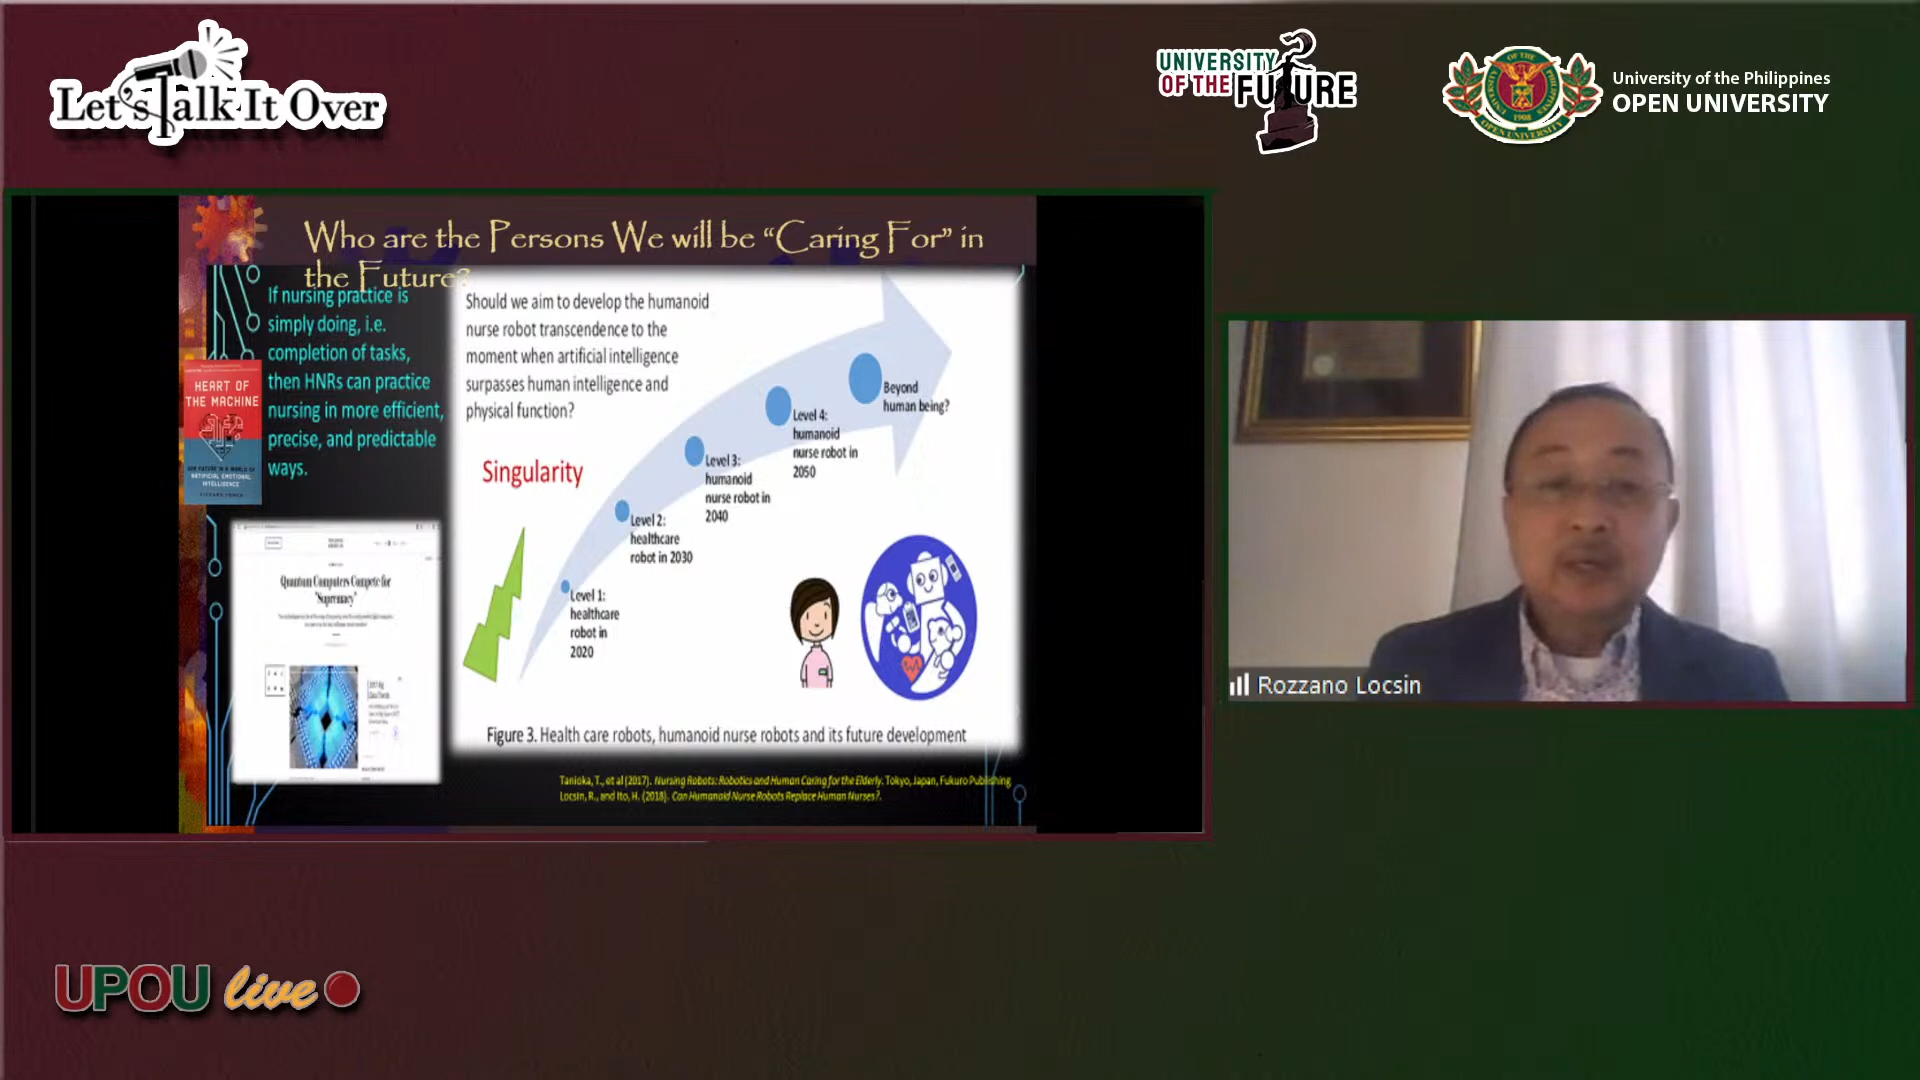 Let's Talk It Over
UNIVERSITY
OF THE FUTURE
University of the Philippines
OPEN UNIVERSITY
Who are the Persons We will be “Caring For” in
the Future?
If nursing practice is
simply doing, i.e.
completion of tasks,
then HNRs can practice
nursing in more efficient,
precise, and predictable
ways.
HEART OF
THE MACHINE
OUR FUTURE IN A WORLD OF
ARTIFICIAL EMOTIONAL
INTELLIGENCE
Quantum Computers Compete for
"Supremacy"
Should we aim to develop the humanoid
nurse robot transcendence to the
moment when artificial intelligence
surpasses human intelligence and
physical function?
Singularity
Beyond
human being?
Level 4:
humanoid
nurse robot in
2050
Level 3:
humanoid
nurse robot in
2040
Level 2:
healthcare
robot in 2030
Level 1:
healthcare
robot in
2020
Figure 3. Health care robots, humanoid nurse robots and its future development
Tanioka, T., et al (2017). Nursing Robots: Robotics and Human Caring for the Elderly. Tokyo, Japan, Fukuro Publishing
Locsin, R., and Ito, H. (2018). Can Humanoid Nurse Robots Replace Human Nurses?.
Rozzano Locsin
UPOU live